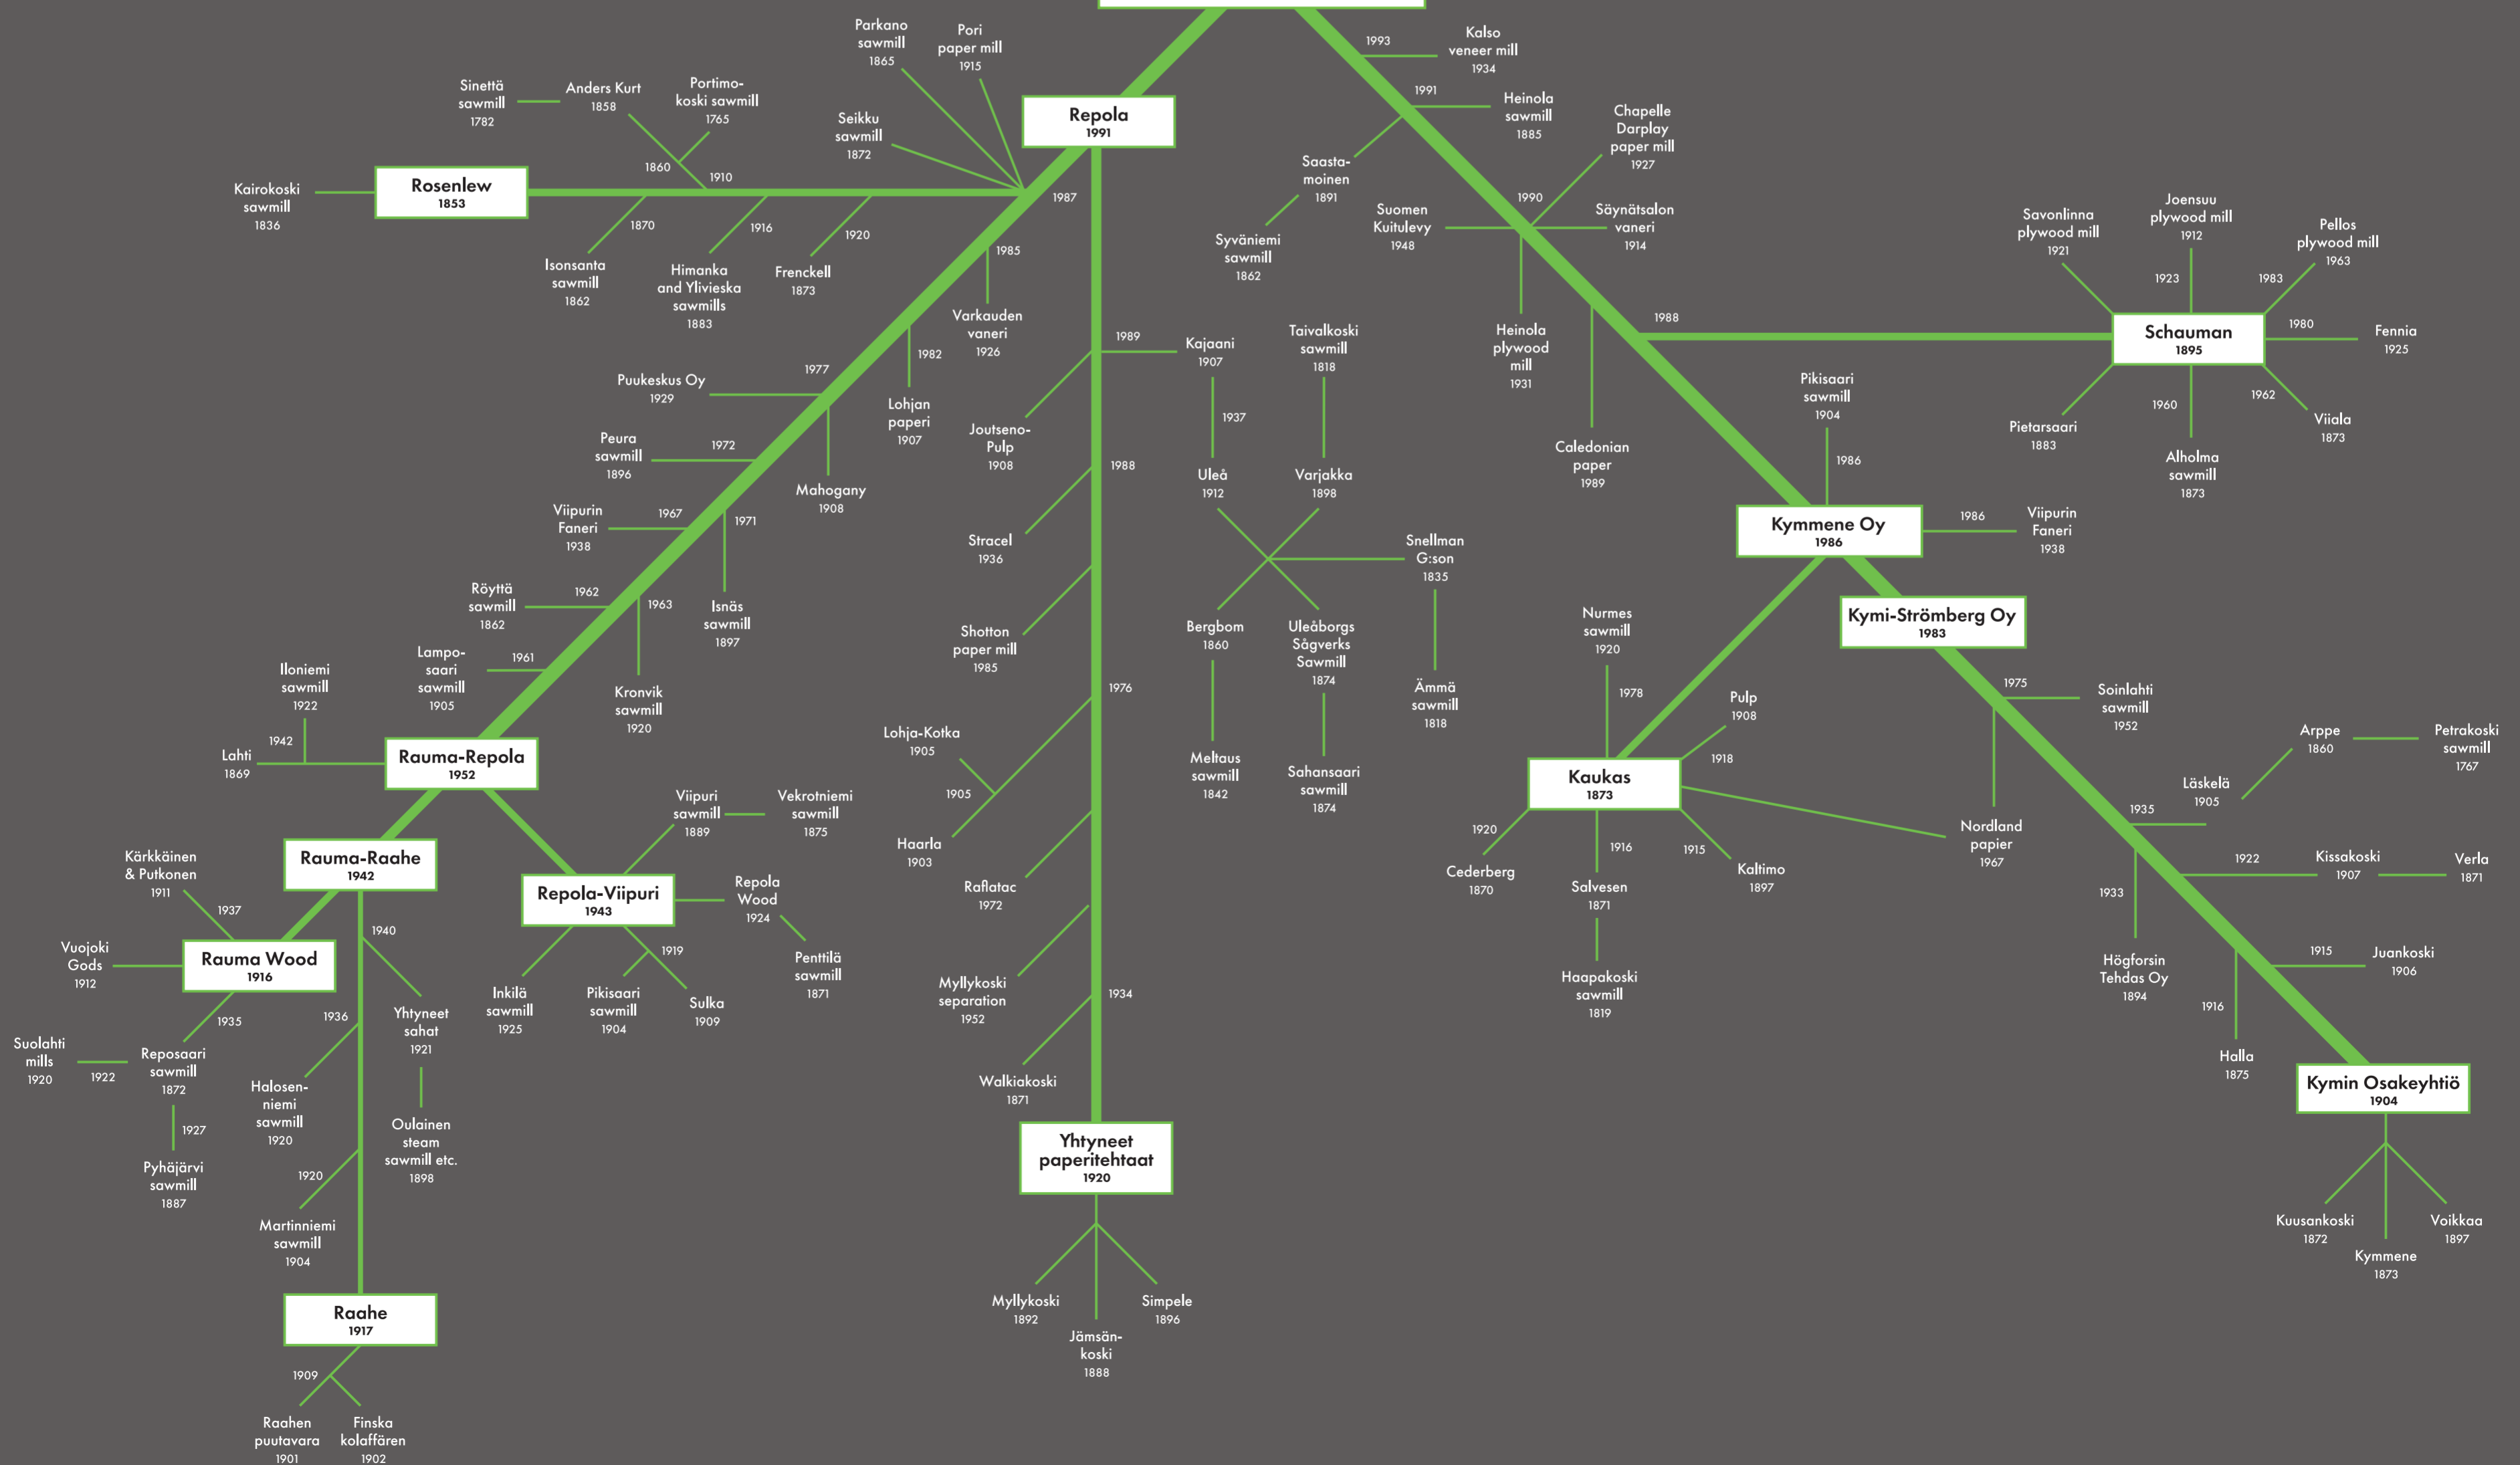 Parkano
sawmill
1865
Pori
paper mill
1915
1993
Kalso
veneer mill
1934
Sinettä
sawmill
1782
Anders Kurt
1858
Portimo-
koski sawmill
1765
Seikku
sawmill
1872
Repola
1991
1991
Heinola
sawmill
1885
Chapelle
Darplay
paper mill
1927
Saasta-
moinen
1891
Syväniemi
sawmill
1862
Kairokoski
sawmill
1836
Rosenlew
1853
1860
1910
1987
1870
1916
1920
Isonsanta
sawmill
1862
Himanka
and Ylivieska
sawmills
1883
Frenckell
1873
1985
Varkauden
vaneri
1926
1990
Suomen
Kuitulevy
1948
Säynätsalon
vaneri
1914
Heinola
plywood
mill
1931
Caledonian
paper
1989
1988
Savonlinna
plywood mill
1921
Joensuu
plywood mill
1912
1923
Pellos
plywood mill
1963
1983
Schauman
1895
1980
Fennia
1925
Pietarsaari
1883
1960
Alholma
sawmill
1873
1962
Viiala
1873
1982
Lohjan
paperi
1907
1977
Puukeskus Oy
1929
Mahogany
1908
1972
Peura
sawmill
1896
1971
Isnäs
sawmill
1897
1967
Viipurin
Faneri
1938
1963
Kronvik
sawmill
1920
1962
Röyttä
sawmill
1862
1961
Lampo-
saari
sawmill
1905
1989
Kajaani
1907
1937
Taivalkoski
sawmill
1818
Joutseno-
Pulp
1908
1988
Stracel
1936
Uleå
1912
Varjakka
1898
Snellman
G:son
1835
Bergbom
1860
Uleåborgs
Sågverks
Sawmill
1874
Ämmä
sawmill
1818
Meltaus
sawmill
1842
Sahansaari
sawmill
1874
Shotton
paper mill
1985
1976
Lohja-Kotka
1905
1905
Haarla
1903
Raflatac
1972
Myllykoski
separation
1952
1934
Walkiakoski
1871
Yhtyneet
paperitehtaat
1920
Myllykoski
1892
Jämsän-
koski
1888
Simpele
1896
Pikisaari
sawmill
1904
1986
Kymmene Oy
1986
1986
Viipurin
Faneri
1938
Kymi-Strömberg Oy
1983
Nurmes
sawmill
1920
1978
Pulp
1908
1918
Kaukas
1873
1920
Cederberg
1870
1916
Salvesen
1871
Haapakoski
sawmill
1819
1915
Kaltimo
1897
Nordland
papier
1967
1975
Soinlahti
sawmill
1952
Arppe
1860
Petrakoski
sawmill
1767
Läskelä
1905
1935
1922
Kissakoski
1907
Verla
1871
1933
Högforsin
Tehdas Oy
1894
1915
Juankoski
1906
1916
Halla
1875
Kymin Osakeyhtiö
1904
Kuusankoski
1872
Kymmene
1873
Voikkaa
1897
Iloniemi
sawmill
1922
1942
Lahti
1869
Rauma-Repola
1952
Rauma-Raahe
1942
Viipuri
sawmill
1889
Vekrotniemi
sawmill
1875
Repola-Viipuri
1943
Repola
Wood
1924
Penttilä
sawmill
1871
Inkilä
sawmill
1925
1919
Pikisaari
sawmill
1904
Sulka
1909
Kärkkäinen
& Putkonen
1911
1937
Vuojoki
Gods
1912
Rauma Wood
1916
1935
Suolahti
mills
1920
1922
Reposaari
sawmill
1872
1927
Pyhäjärvi
sawmill
1887
1940
Yhtyneet
sahat
1921
Oulainen
steam
sawmill etc.
1898
1936
Halosen-
niemi
sawmill
1920
1920
Martinniemi
sawmill
1904
Raahe
1917
1909
Raahen
puutavara
1901
Finska
kolaffären
1902